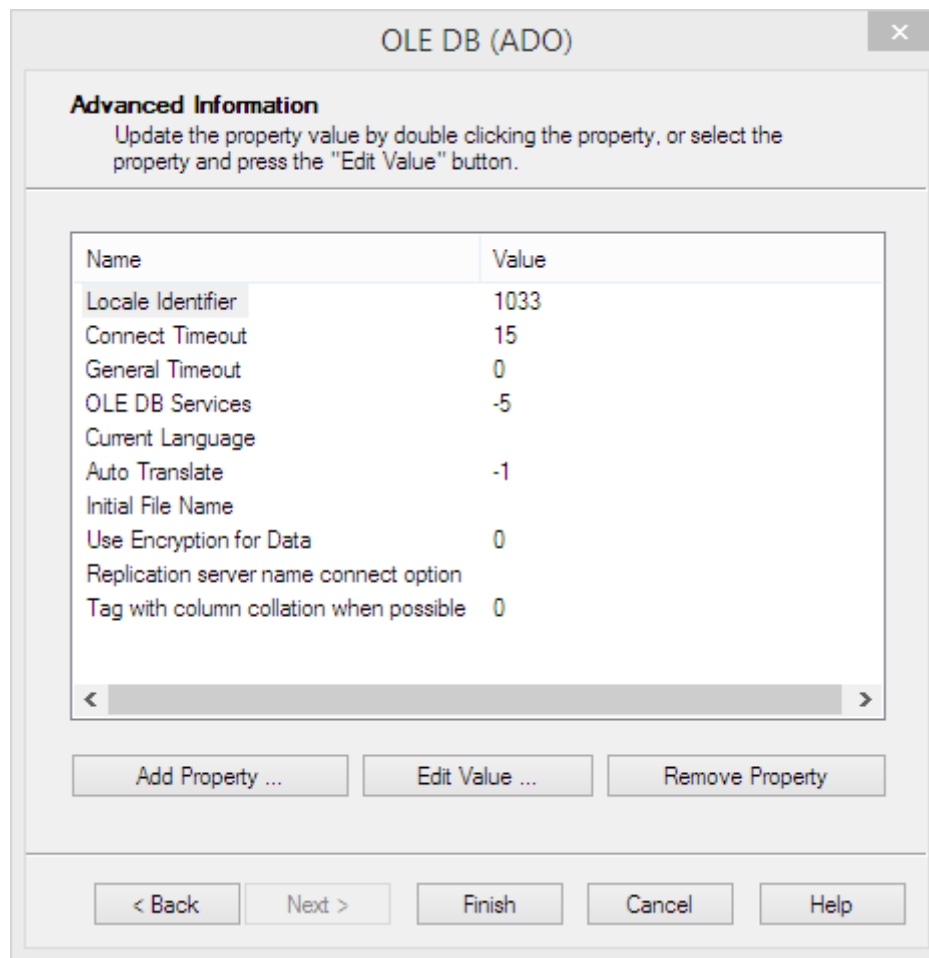 OLE DB (ADO)
Advanced Information
Update the property value by double clicking the property, or select the
property and press the "Edit Value" button.
Name Value
Locale Identifier 1033
Connect Timeout 15
General Timeout 0
OLE DB Services -5
Current Language
Auto Translate -1
Initial File Name
Use Encryption for Data 0
Replication server name connect option
Tag with column collation when possible 0
Add Property ... Edit Value ... Remove Property
< Back Next > Finish Cancel Help